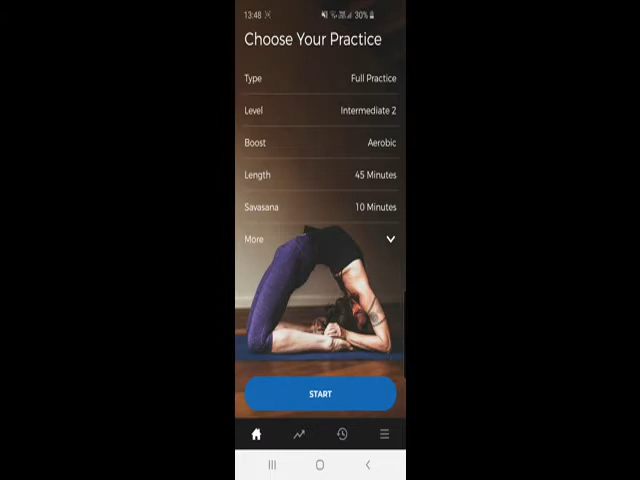 13:48 30%
Choose Your Practice
Type Full Practice
Level Intermediate 2
Boost Aerobic
Length 45 Minutes
Savasana 10 Minutes
More
START